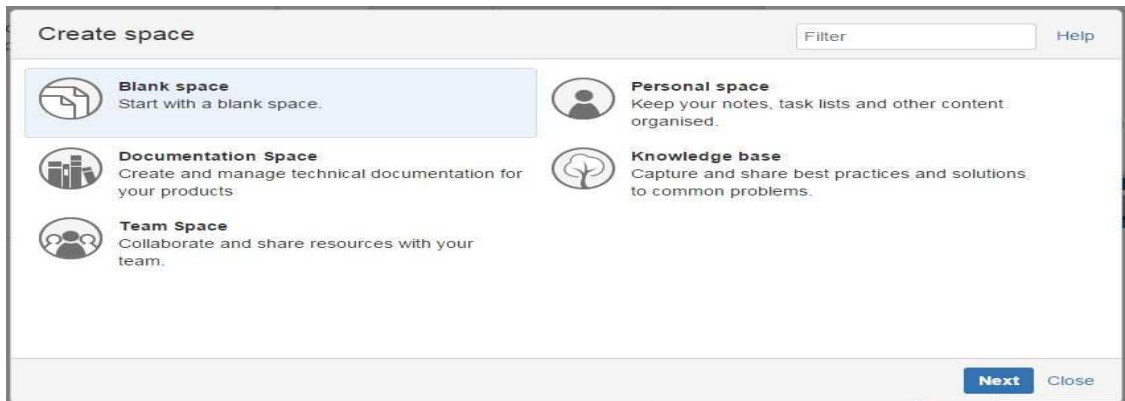 Create space
Filter
Help
Blank space
Start with a blank space.
Personal space
Keep your notes, task lists and other content
organised.
Documentation Space
Create and manage technical documentation for
your products
Knowledge base
Capture and share best practices and solutions
to common problems.
Team Space
Collaborate and share resources with your
team.
Next
Close